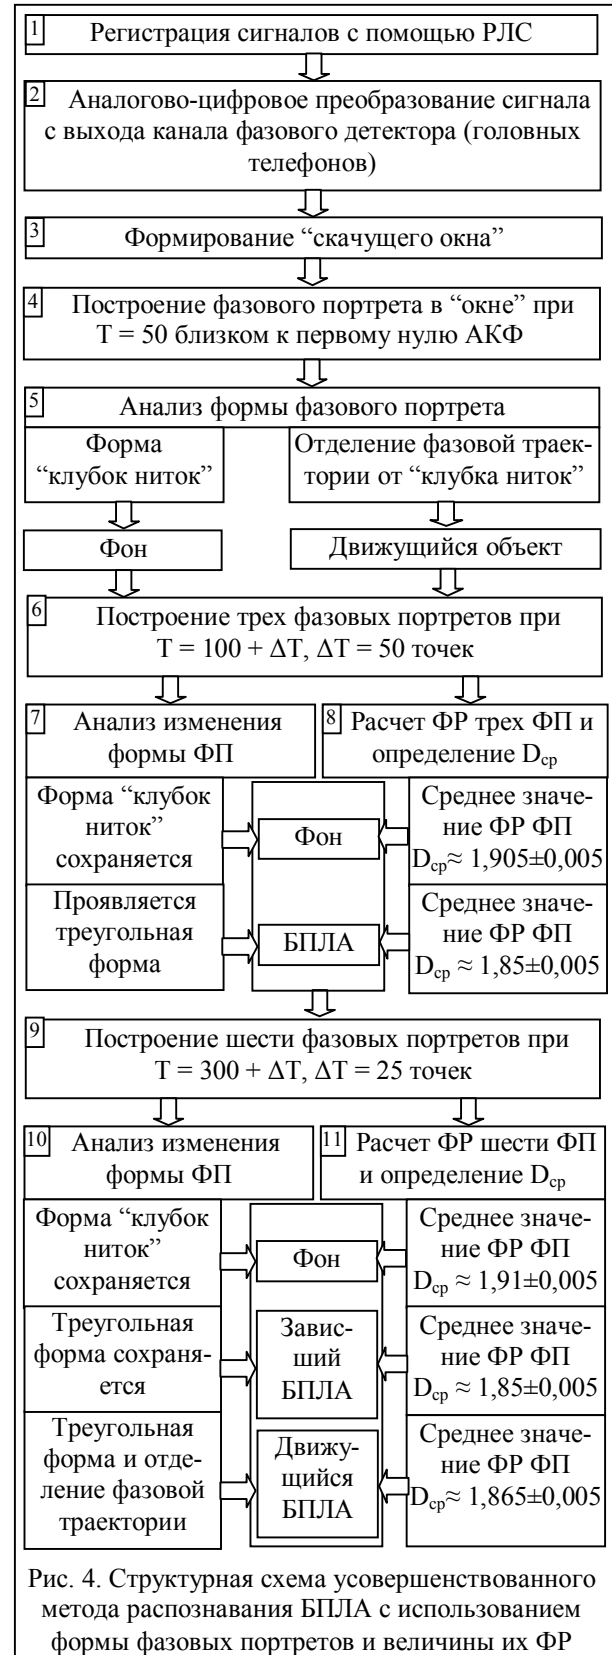 1 Регистрация сигналов с помощью РЛС
2 Аналогово-цифровое преобразование сигнала
с выхода канала фазового детектора (головных
телефонов)
3 Формирование “скачущего окна”
4 Построение фазового портрета в “окне” при
T = 50 близком к первому нулю АКФ
5 Анализ формы фазового портрета
Форма
“клубок ниток”
Отделение фазовой траек-
тории от “клубка ниток”
Фон
Движущийся объект
6 Построение трех фазовых портретов при
T = 100 + ΔT, ΔT = 50 точек
7 Анализ изменения
формы ФП
8 Расчет ФР трех ФП и
определение Dср
Форма “клубок
ниток”
сохраняется
Фон
Среднее значе-
ние ФР ФП
Dср≈ 1,905±0,005
Проявляется
треугольная
форма
БПЛА
Среднее значе-
ние ФР ФП
Dср ≈ 1,85±0,005
9 Построение шести фазовых портретов при
T = 300 + ΔT, ΔT = 25 точек
10 Анализ изменения
формы ФП
11 Расчет ФР шести ФП
и определение Dср
Форма “клубок
ниток”
сохраняется
Фон
Среднее значе-
ние ФР ФП
Dср ≈ 1,91±0,005
Треугольная
форма сохраня-
ется
Завис-
ший
БПЛА
Среднее значе-
ние ФР ФП
Dср ≈ 1,85±0,005
Треугольная
форма и отде-
ление фазовой
траектории
Движу-
щийся
БПЛА
Среднее значе-
ние ФР ФП
Dср≈ 1,865±0,005
Рис. 4. Структурная схема усовершенствованного
метода распознавания БПЛА с использованием
формы фазовых портретов и величины их ФР